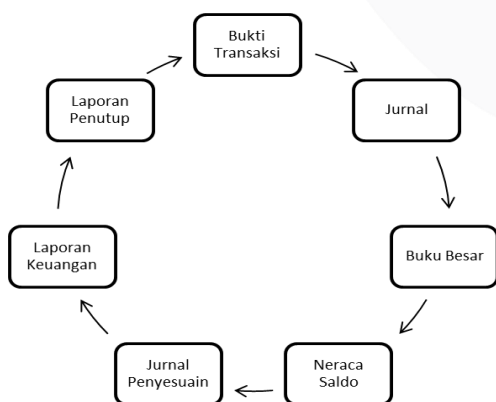 Bukti
Transaksi
Jurnal
Buku Besar
Neraca
Saldo
Jurnal
Penyesuain
Laporan
Keuangan
Laporan
Penutup